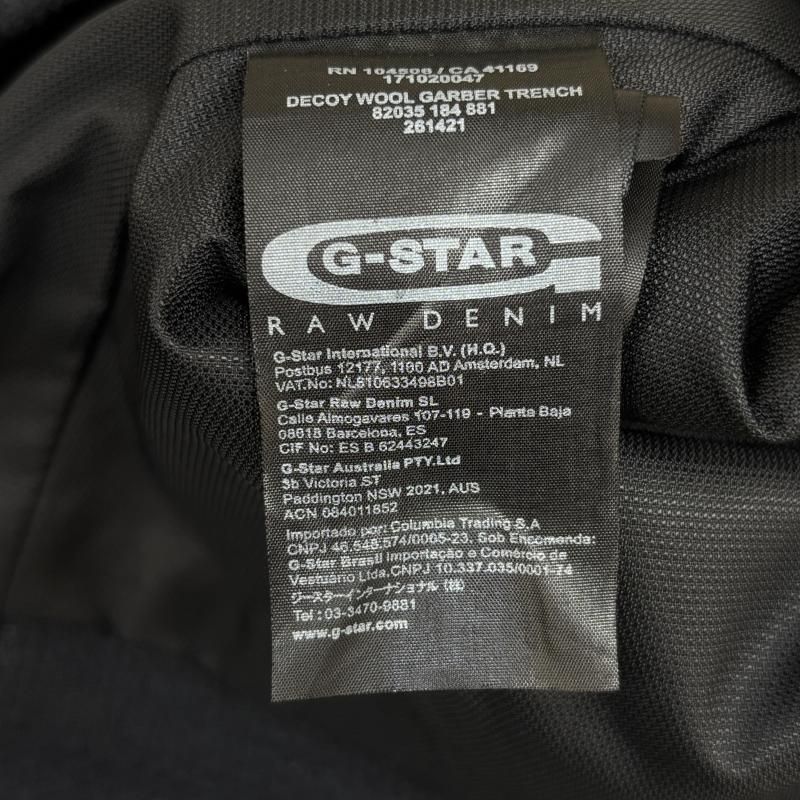 RN 104506 / CA 41169
171020047
DECOY WOOL GARBER TRENCH
82035 184 881
261421
G-STAR
RAW DENIM
G-Star International B.V. (H.Q.)
Postbus 12177, 1100 AD Amsterdam, NL
VAT.No: NL810633498B01
G-Star Raw Denim SL
Calle Almogavares 107-119 - Planta Baja
08018 Barcelona, ES
CIF No: ES B 62443247
G-Star Australia PTY.Ltd
3b Victoria ST
Paddington NSW 2021, AUS
ACN 084011852
Importado por: Columbia Trading S.A
CNPJ 46.548.574/0005-23. Sob Encomenda:
G-Star Brasil Importação e Comércio de
Vestuário Ltda.CNPJ 10.337.035/0001-74
ジースターインターナショナル (株)
Tel : 03-3470-9881
www.g-star.com